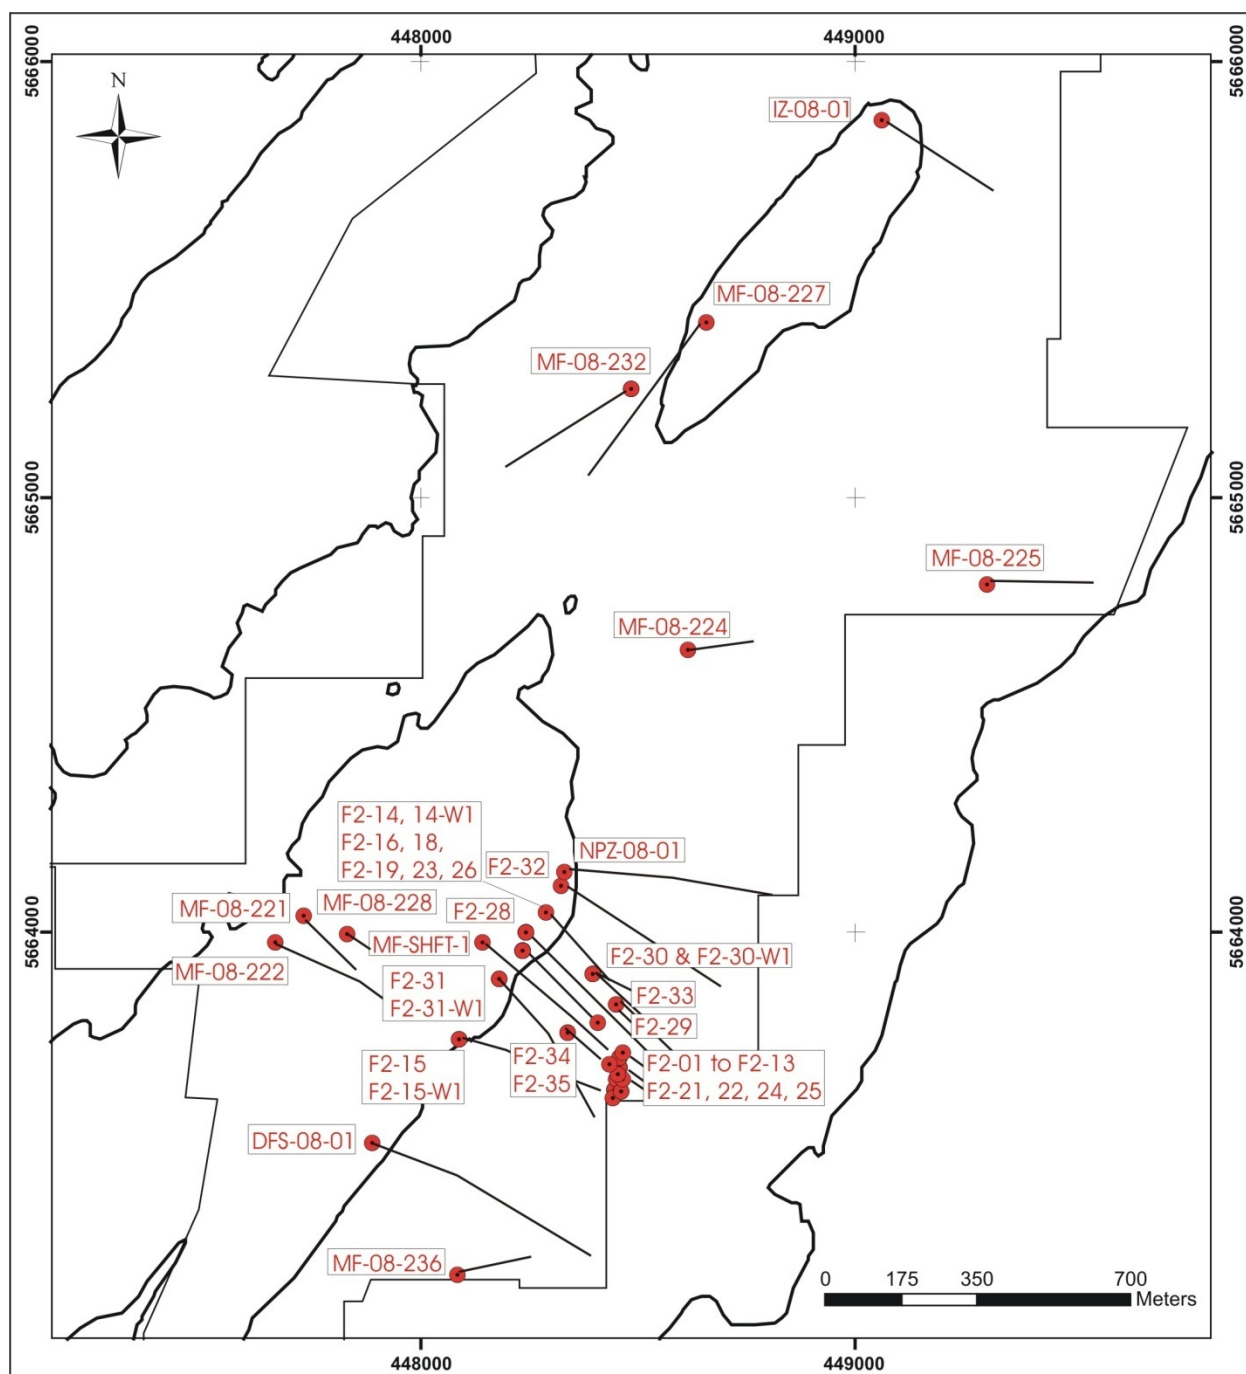 448000
449000
5666000
5666000
N
IZ-08-01
MF-08-227
MF-08-232
5665000
5665000
MF-08-225
MF-08-224
F2-14, 14-W1
F2-16, 18,
F2-19, 23, 26
NPZ-08-01
F2-32
MF-08-221
MF-08-228
F2-28
5664000
5664000
MF-SHFT-1
F2-30 & F2-30-W1
MF-08-222
F2-31
F2-31-W1
F2-33
F2-29
F2-15
F2-15-W1
F2-34
F2-35
F2-01 to F2-13
F2-21, 22, 24, 25
DFS-08-01
MF-08-236
0 175 350 700
Meters
448000
449000